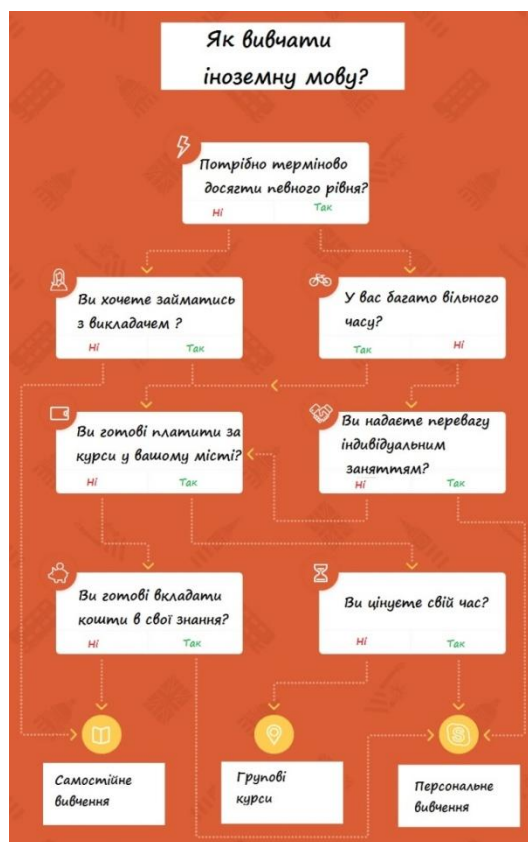 Як вивчати
іноземну мову?
Потрібно терміново
досягти певного рівня?
Ні Так
Ви хочете займатись
з викладачем ?
Ні Так
У вас багато вільного
часу?
Так Ні
Ви готові платити за
курси у вашому місті?
Ні Так
Ви надаєте перевагу
індивідуальним
заняттям?
Ні Так
Ви готові вкладати
кошти в свої знання?
Ні Так
Ви цінуєте свій час?
Ні Так
Самостійне
вивчення
Групові
курси
Персональне
вивчення